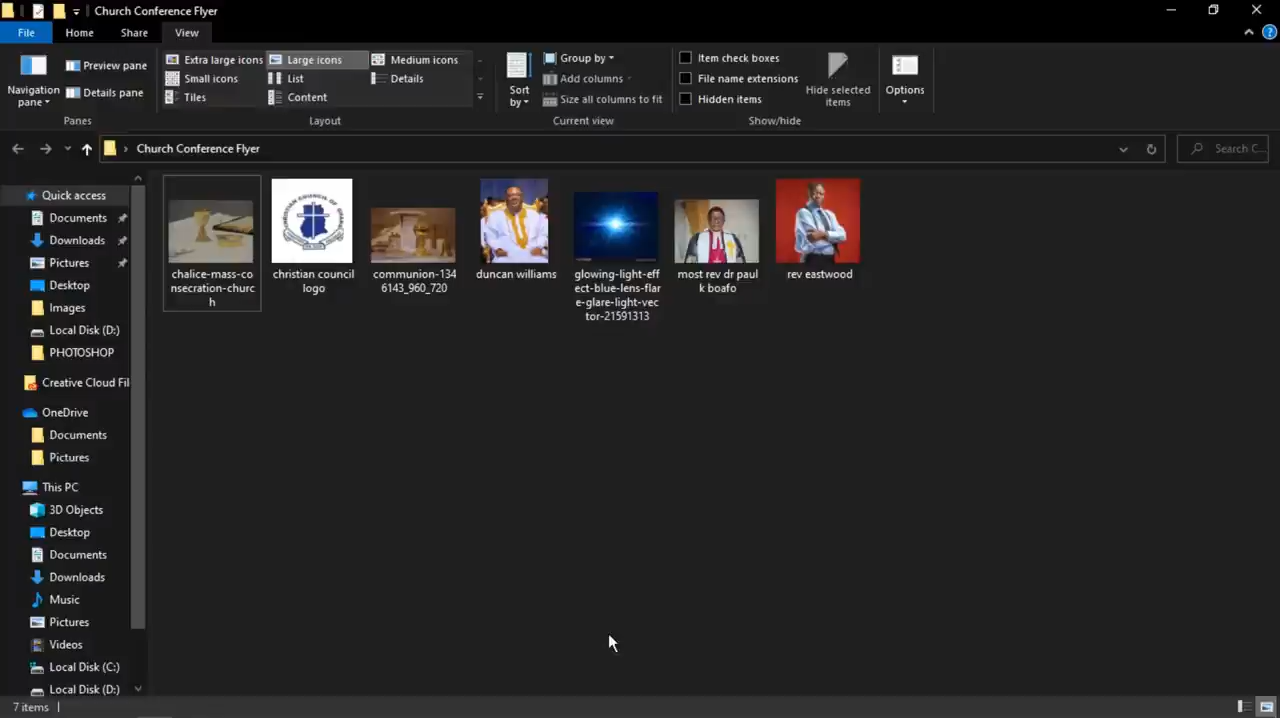 Church Conference Flyer
File
Home
Share
View
Navigation
pane
Preview pane
Details pane
Panes
Extra large icons
Large icons
Medium icons
Small icons
List
Details
Tiles
Content
Layout
Sort
by
Group by
Add columns
Size all columns to fit
Current view
Item check boxes
File name extensions
Hidden items
Hide selected
items
Show/hide
Options
Church Conference Flyer
Search C...
Quick access
Documents
Downloads
Pictures
Desktop
Images
Local Disk (D:)
PHOTOSHOP
Creative Cloud Fil
OneDrive
Documents
Pictures
This PC
3D Objects
Desktop
Documents
Downloads
Music
Pictures
Videos
Local Disk (C:)
Local Disk (D:)
chalice-mass-co
nsecration-churc
h
christian council
logo
communion-134
6143_960_720
duncan williams
glowing-light-eff
ect-blue-lens-flar
e-glare-light-vec
tor-21591313
most rev dr paul
k boafo
rev eastwood
7 items